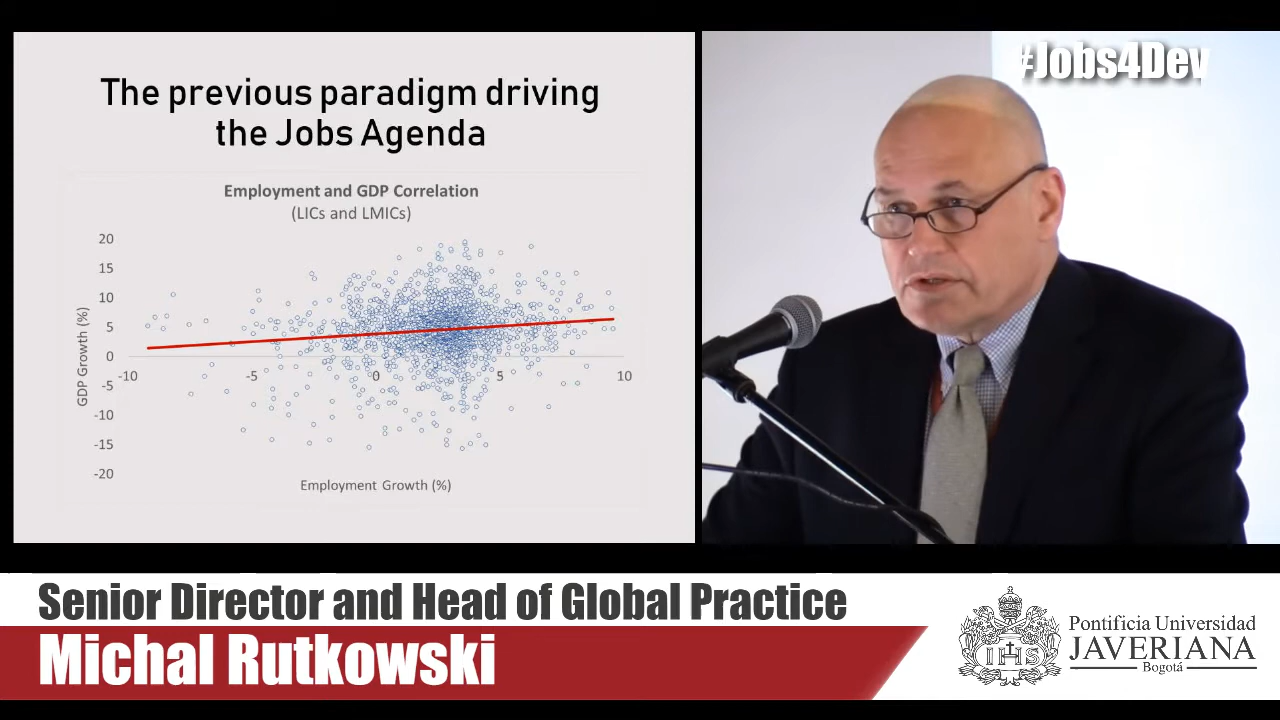 #Jobs4Dev
The previous paradigm driving
the Jobs Agenda
Employment and GDP Correlation
(LICs and LMICs)
GDP Growth (%)
20
15
10
5
0
-5
-10
-15
-20
-10
-5
0
5
10
Employment Growth (%)
Senior Director and Head of Global Practice
Michal Rutkowski
IHS
Pontificia Universidad
JAVERIANA
Bogotá